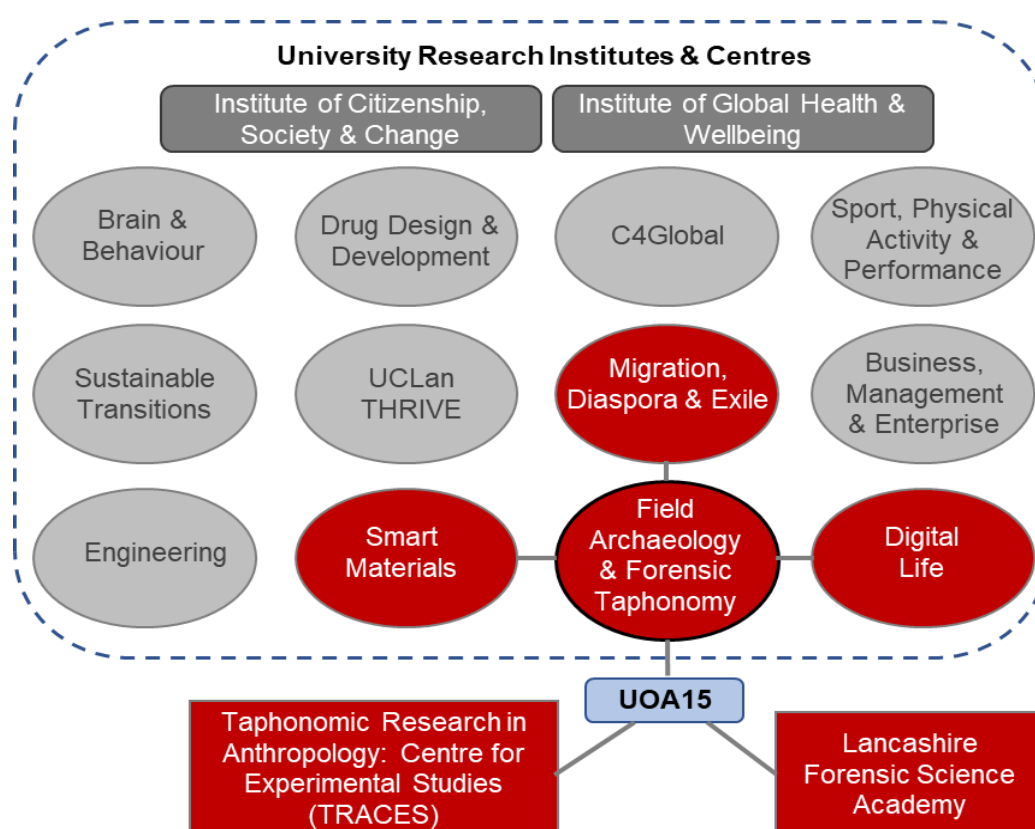 University Research Institutes & Centres
Institute of Citizenship,
Society & Change
Institute of Global Health &
Wellbeing
Brain &
Behaviour
Drug Design &
Development
C4Global
Sport, Physical
Activity &
Performance
Sustainable
Transitions
UCLan
THRIVE
Migration,
Diaspora & Exile
Business,
Management
& Enterprise
Engineering
Smart
Materials
Field
Archaeology
& Forensic
Taphonomy
Digital
Life
UOA15
Taphonomic Research in
Anthropology: Centre for
Experimental Studies
(TRACES)
Lancashire
Forensic Science
Academy